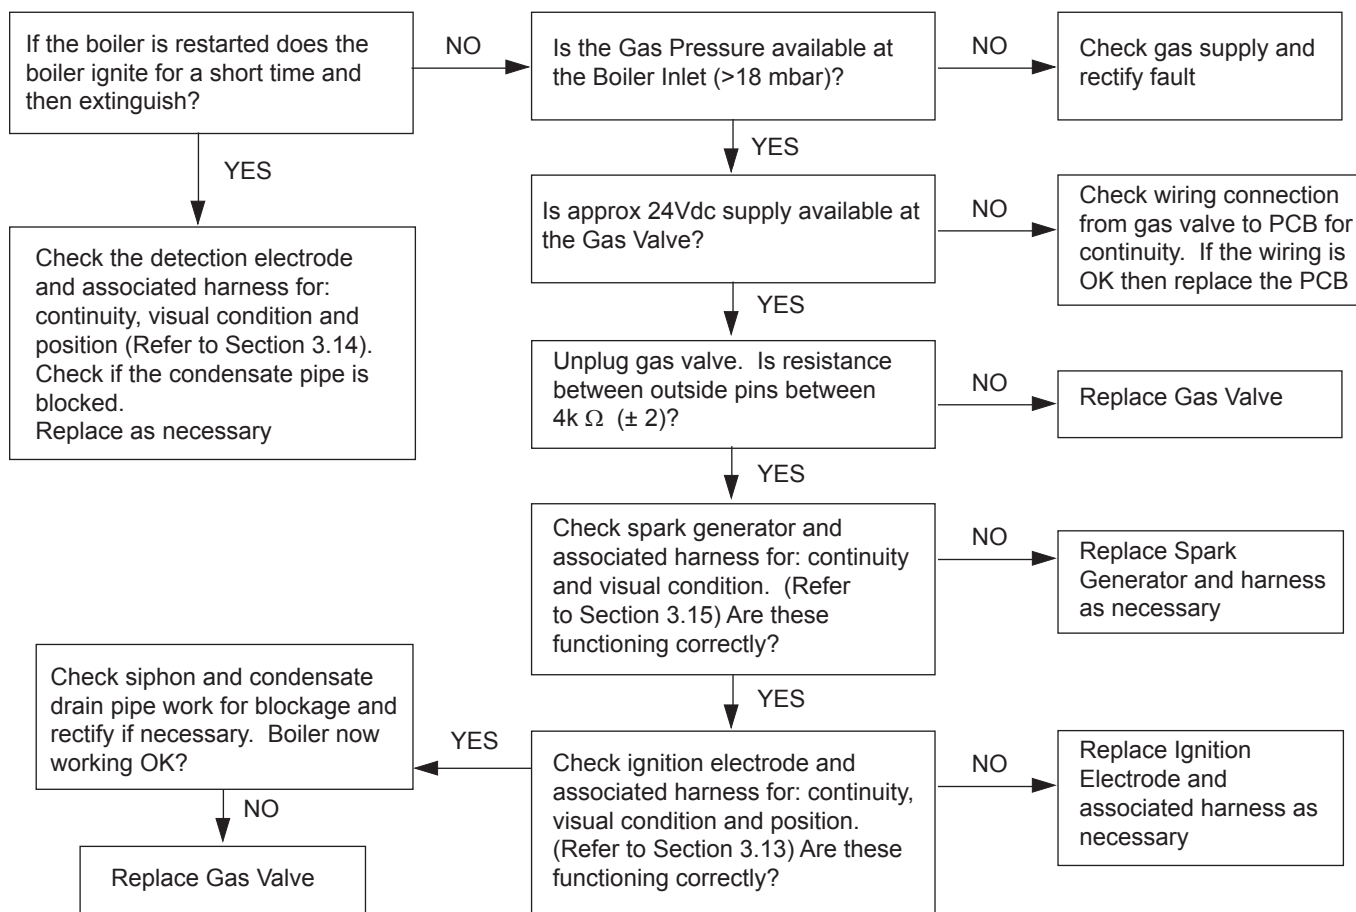 If the boiler is restarted does the
boiler ignite for a short time and
then extinguish?
NO
Is the Gas Pressure available at
the Boiler Inlet (>18 mbar)?
NO
Check gas supply and
rectify fault
YES
YES
Check the detection electrode
and associated harness for:
continuity, visual condition and
position (Refer to Section 3.14).
Check if the condensate pipe is
blocked.
Replace as necessary
Is approx 24Vdc supply available at
the Gas Valve?
NO
Check wiring connection
from gas valve to PCB for
continuity.  If the wiring is
OK then replace the PCB
YES
Unplug gas valve.  Is resistance
between outside pins between
4k Ω  (± 2)?
NO
Replace Gas Valve
YES
Check spark generator and
associated harness for: continuity
and visual condition.  (Refer
to Section 3.15) Are these
functioning correctly?
NO
Replace Spark
Generator and harness
as necessary
YES
Check ignition electrode and
associated harness for: continuity,
visual condition and position.
(Refer to Section 3.13) Are these
functioning correctly?
NO
Replace Ignition
Electrode and
associated harness as
necessary
YES
Check siphon and condensate
drain pipe work for blockage and
rectify if necessary.  Boiler now
working OK?
NO
Replace Gas Valve